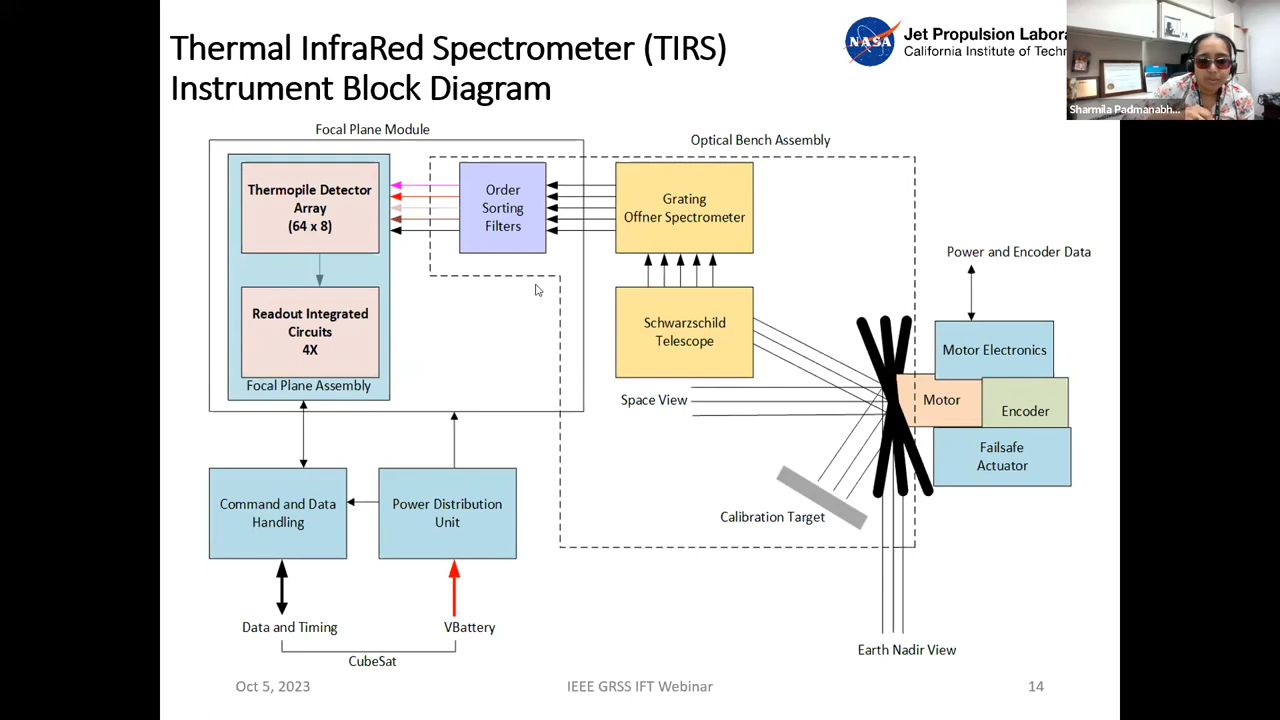 Thermal InfraRed Spectrometer (TIRS)
Instrument Block Diagram
NASA
Jet Propulsion Labora
California Institute of Techn
Sharmila Padmanabh...
Focal Plane Module
Optical Bench Assembly
Thermopile Detector
Array
(64 x 8)
Order
Sorting
Filters
Grating
Offner Spectrometer
Power and Encoder Data
Readout Integrated
Circuits
4X
Focal Plane Assembly
Schwarzschild
Telescope
Motor Electronics
Space View
Motor
Encoder
Failsafe
Actuator
Command and Data
Handling
Power Distribution
Unit
Calibration Target
Data and Timing
VBattery
CubeSat
Earth Nadir View
Oct 5, 2023
IEEE GRSS IFT Webinar
14